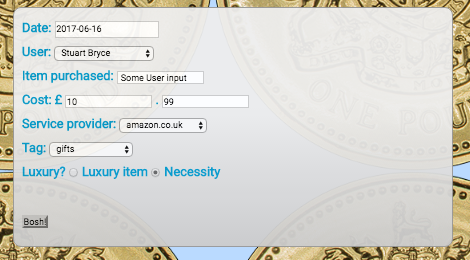 Date: 2017-06-16
User: Stuart Bryce
Item purchased: Some User input
Cost: £ 10 . 99
Service provider: amazon.co.uk
Tag: gifts
Luxury? Luxury item Necessity
Bosh!